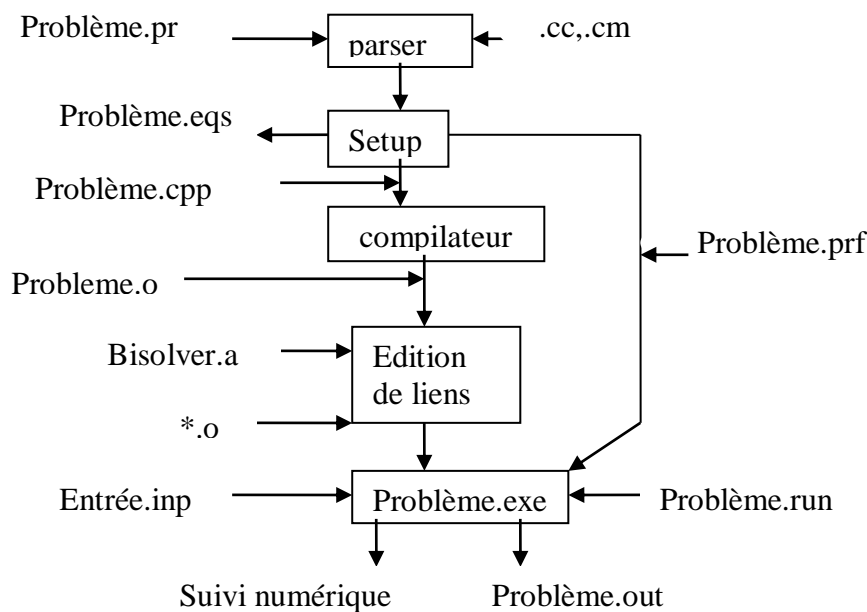 Problème.pr
parser
.cc,.cm
Problème.eqs
Setup
Problème.cpp
compilateur
Problème.prf
Probleme.o
Bisolver.a
Edition
de liens
*.o
Entrée.inp
Problème.exe
Problème.run
Suivi numérique
Problème.out